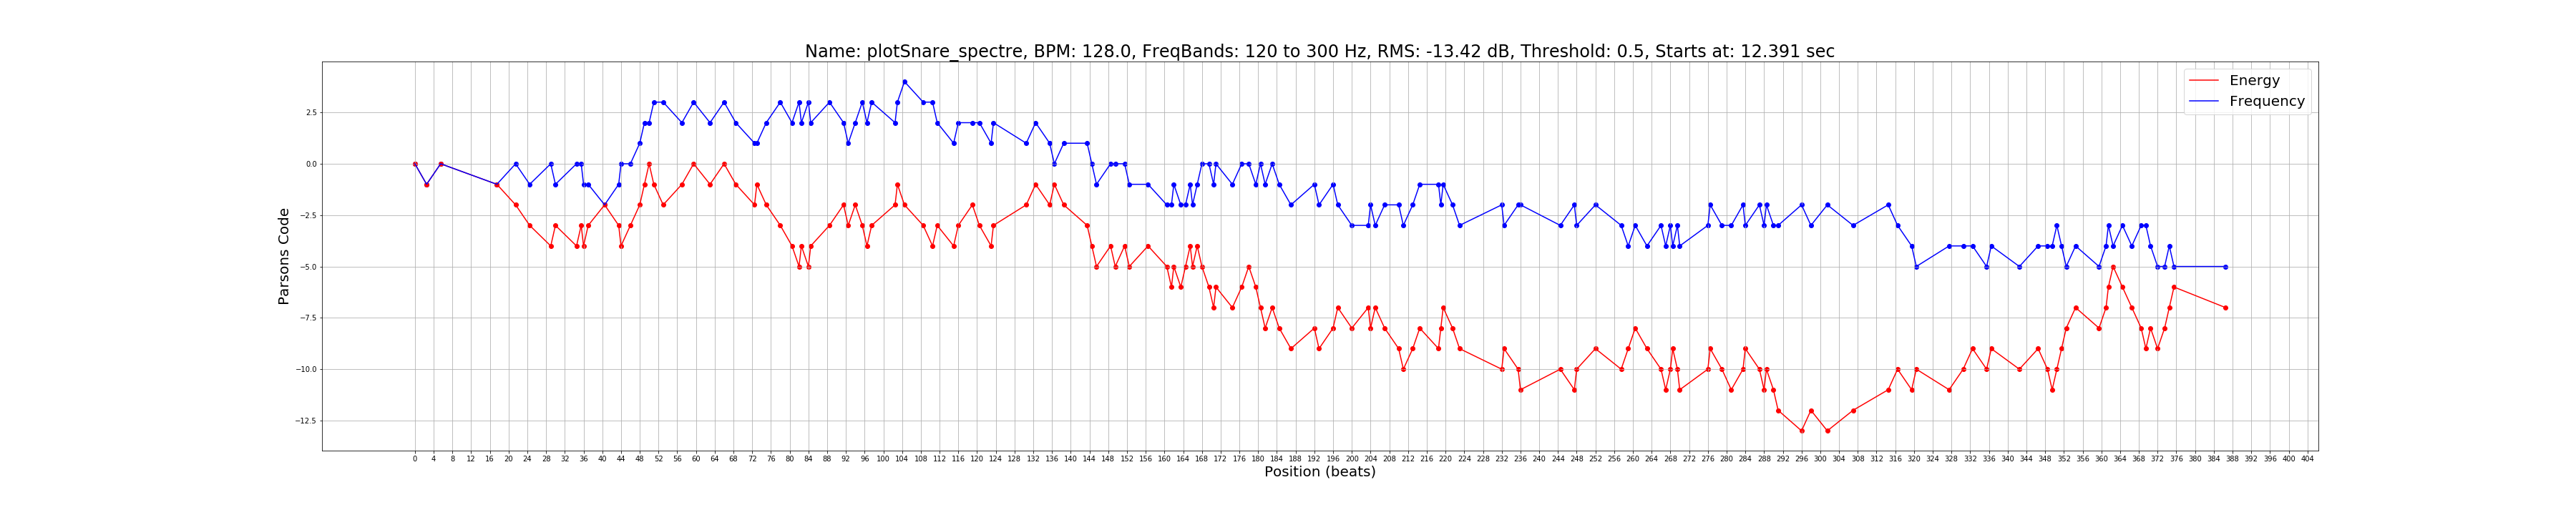 Name: plotSnare_spectre, BPM: 128.0, FreqBands: 120 to 300 Hz, RMS: -13.42 dB, Threshold: 0.5, Starts at: 12.391 sec
Energy
Frequency
Parsons Code
2.5
0.0
−2.5
−5.0
−7.5
−10.0
−12.5
0 4 8 12 16 20 24 28 32 36 40 44 48 52 56 60 64 68 72 76 80 84 88 92 96 100 104 108 112 116 120 124 128 132 136 140 144 148 152 156 160 164 168 172 176 180 184 188 192 196 200 204 208 212 216 220 224 228 232 236 240 244 248 252 256 260 264 268 272 276 280 284 288 292 296 300 304 308 312 316 320 324 328 332 336 340 344 348 352 356 360 364 368 372 376 380 384 388 392 396 400 404
Position (beats)